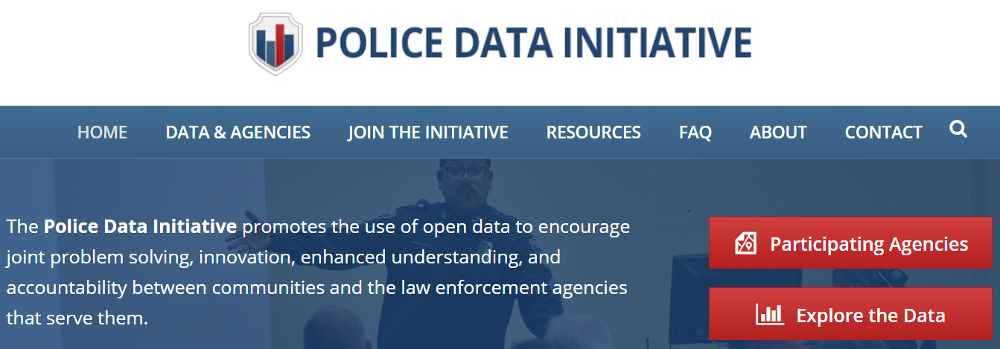 POLICE DATA INITIATIVE
HOME DATA & AGENCIES JOIN THE INITIATIVE RESOURCES FAQ ABOUT CONTACT
The Police Data Initiative promotes the use of open data to encourage
joint problem solving, innovation, enhanced understanding, and
accountability between communities and the law enforcement agencies
that serve them.
Participating Agencies
Explore the Data